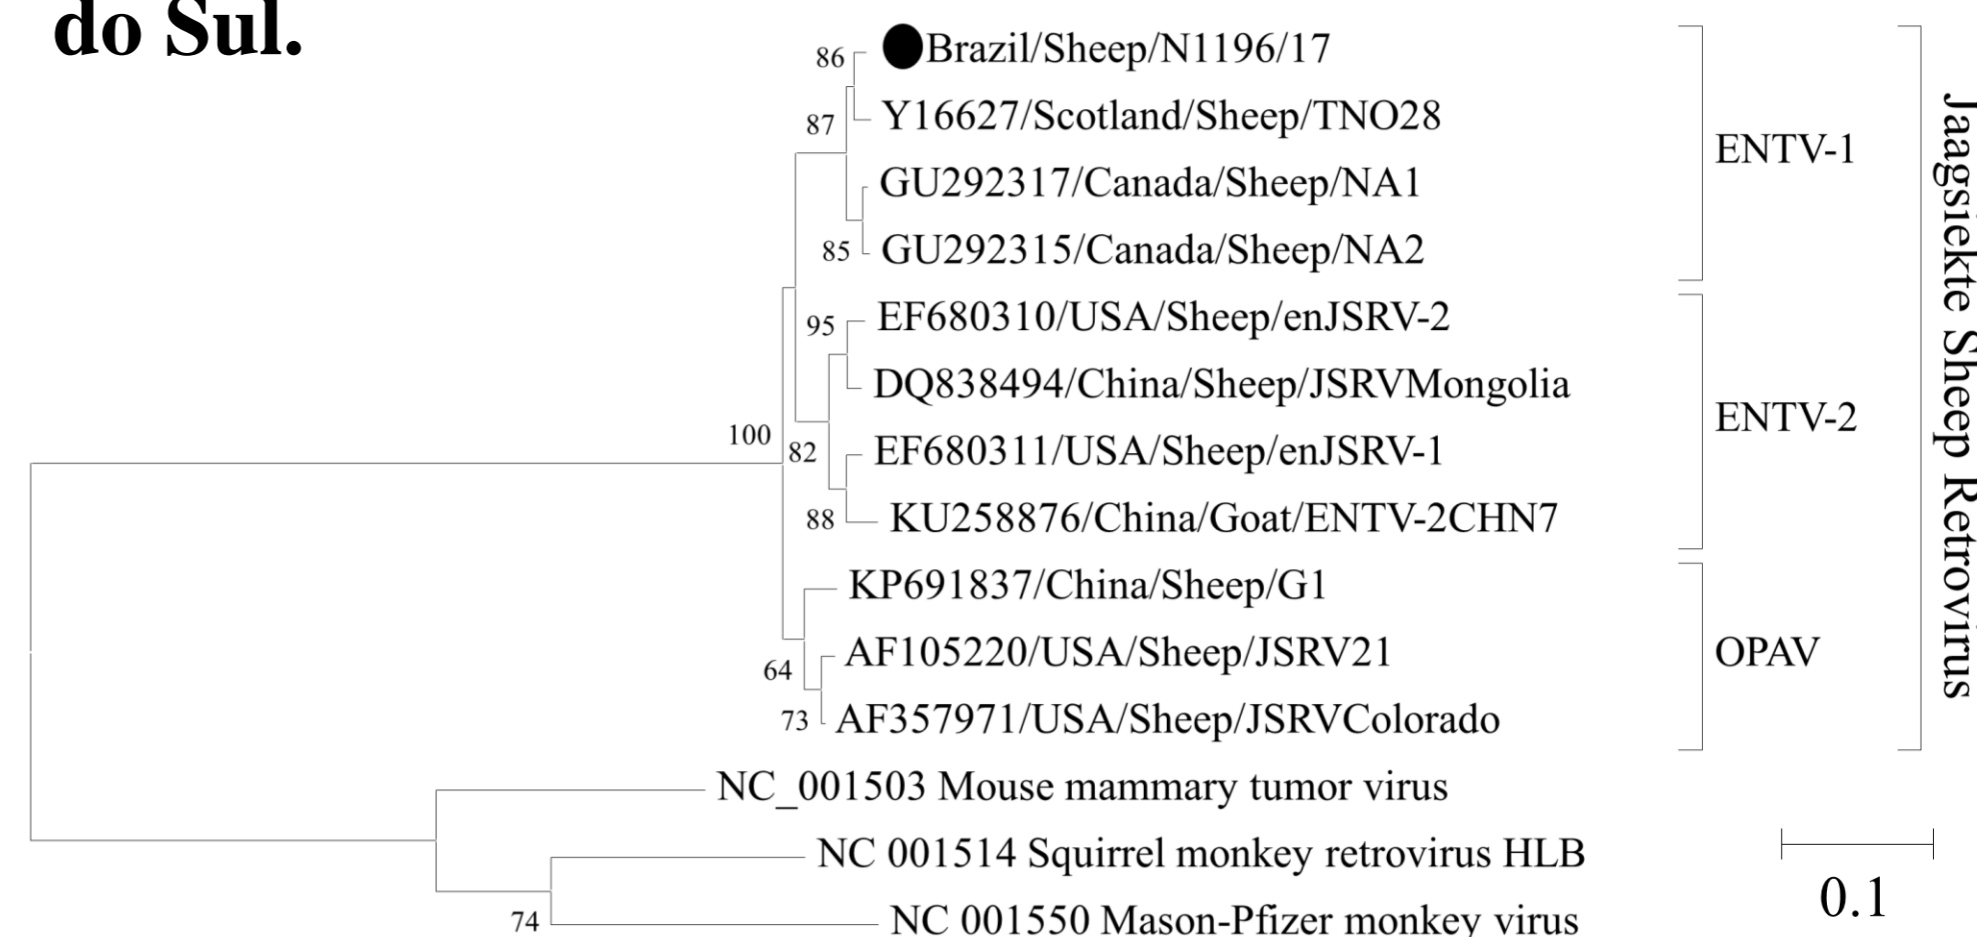 do Sul.
86
Brazil/Sheep/N1196/17
Y16627/Scotland/Sheep/TNO28
87
GU292317/Canada/Sheep/NA1
85
GU292315/Canada/Sheep/NA2
ENTV-1
95
EF680310/USA/Sheep/enJSRV-2
DQ838494/China/Sheep/JSRVMongolia
100
82
EF680311/USA/Sheep/enJSRV-1
88
KU258876/China/Goat/ENTV-2CHN7
ENTV-2
KP691837/China/Sheep/G1
AF105220/USA/Sheep/JSRV21
64
73
AF357971/USA/Sheep/JSRVColorado
OPAV
Jaagsiekte Sheep Retrovirus
NC_001503 Mouse mammary tumor virus
NC 001514 Squirrel monkey retrovirus HLB
74
NC 001550 Mason-Pfizer monkey virus
0.1